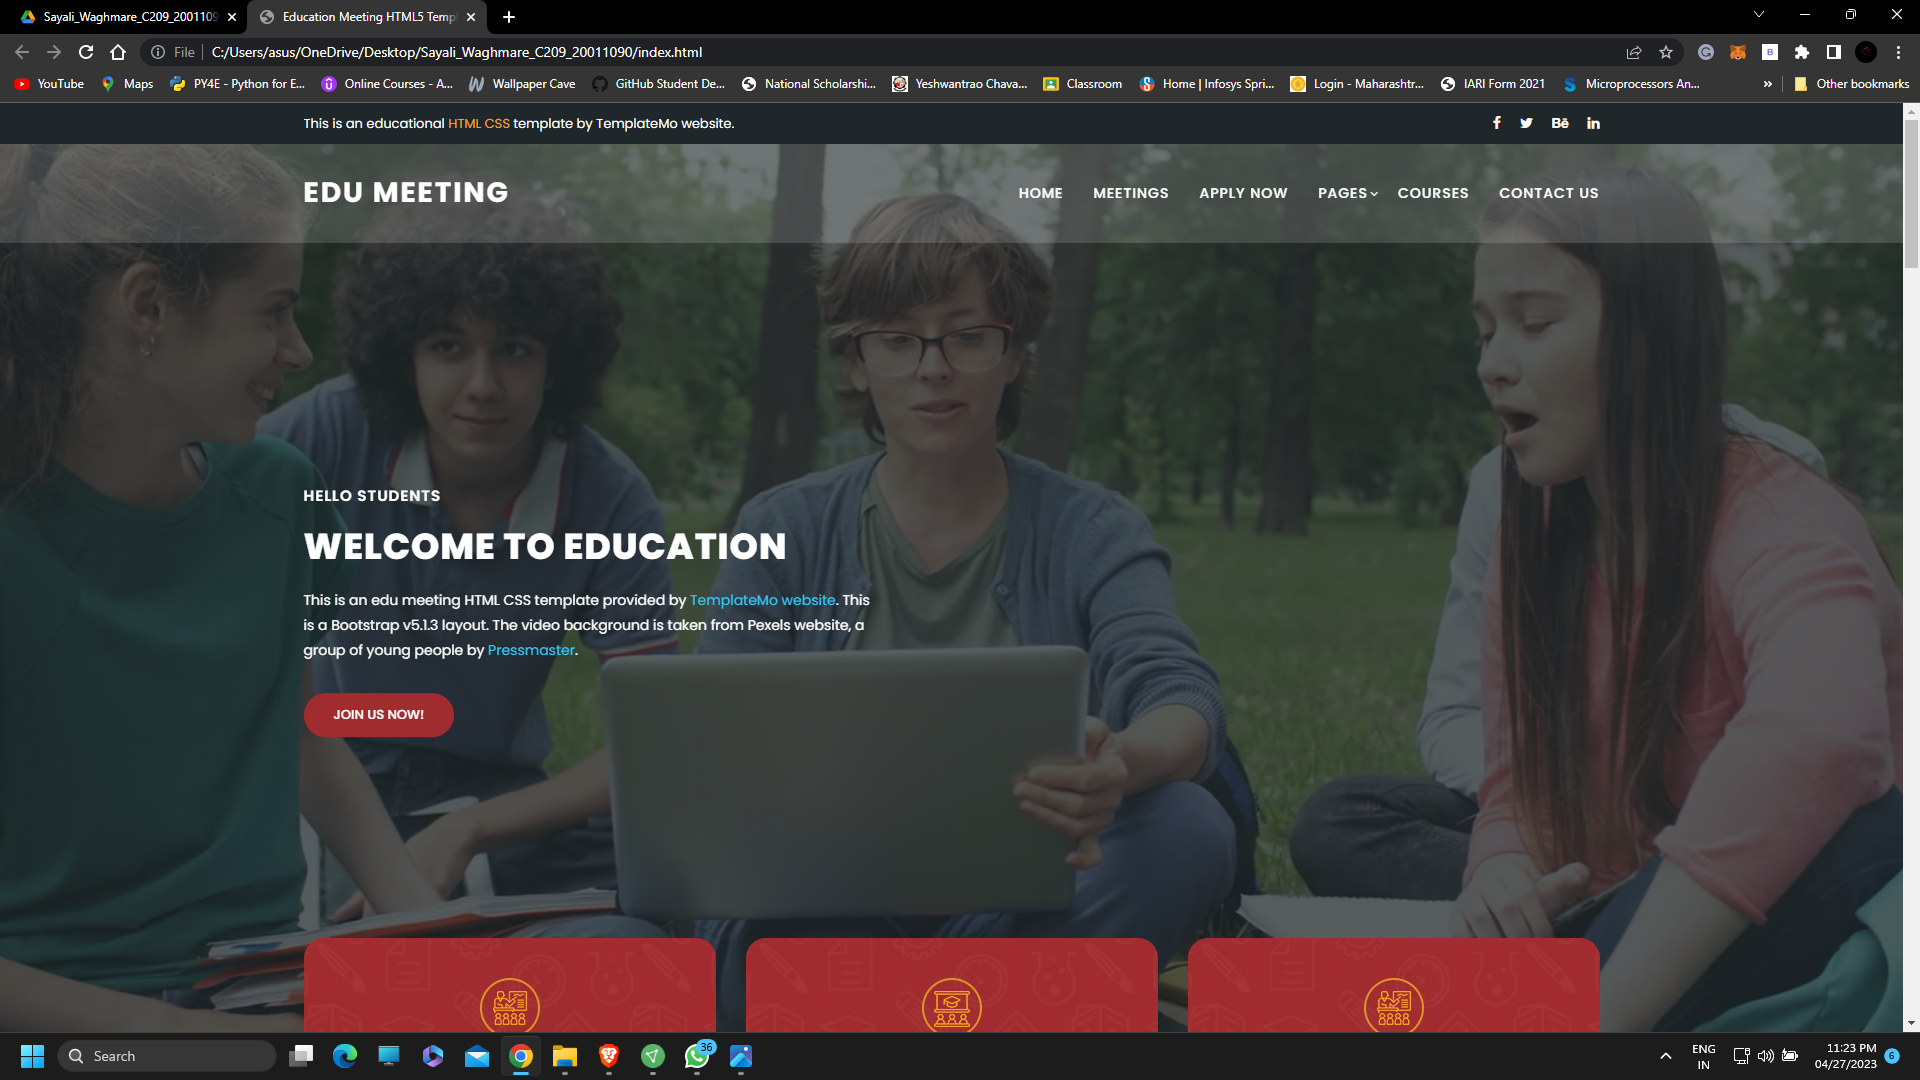 Sayali_Waghmare_C209_2001109
Education Meeting HTML5 Temp
File
C:/Users/asus/OneDrive/Desktop/Sayali_Waghmare_C209_20011090/index.html
YouTube
Maps
PY4E - Python for E...
Online Courses - A...
Wallpaper Cave
GitHub Student De...
National Scholarshi...
Yeshwantrao Chava...
Classroom
Home | Infosys Spri...
Login - Maharashtr...
IARI Form 2021
Microprocessors An...
»
Other bookmarks
This is an educational HTML CSS template by TemplateMo website.
EDU MEETING
HOME
MEETINGS
APPLY NOW
PAGES
COURSES
CONTACT US
HELLO STUDENTS
WELCOME TO EDUCATION
This is an edu meeting HTML CSS template provided by TemplateMo website. This
is a Bootstrap v5.1.3 layout. The video background is taken from Pexels website, a
group of young people by Pressmaster.
JOIN US NOW!
Search
36
ENG
IN
11:23 PM
04/27/2023
6